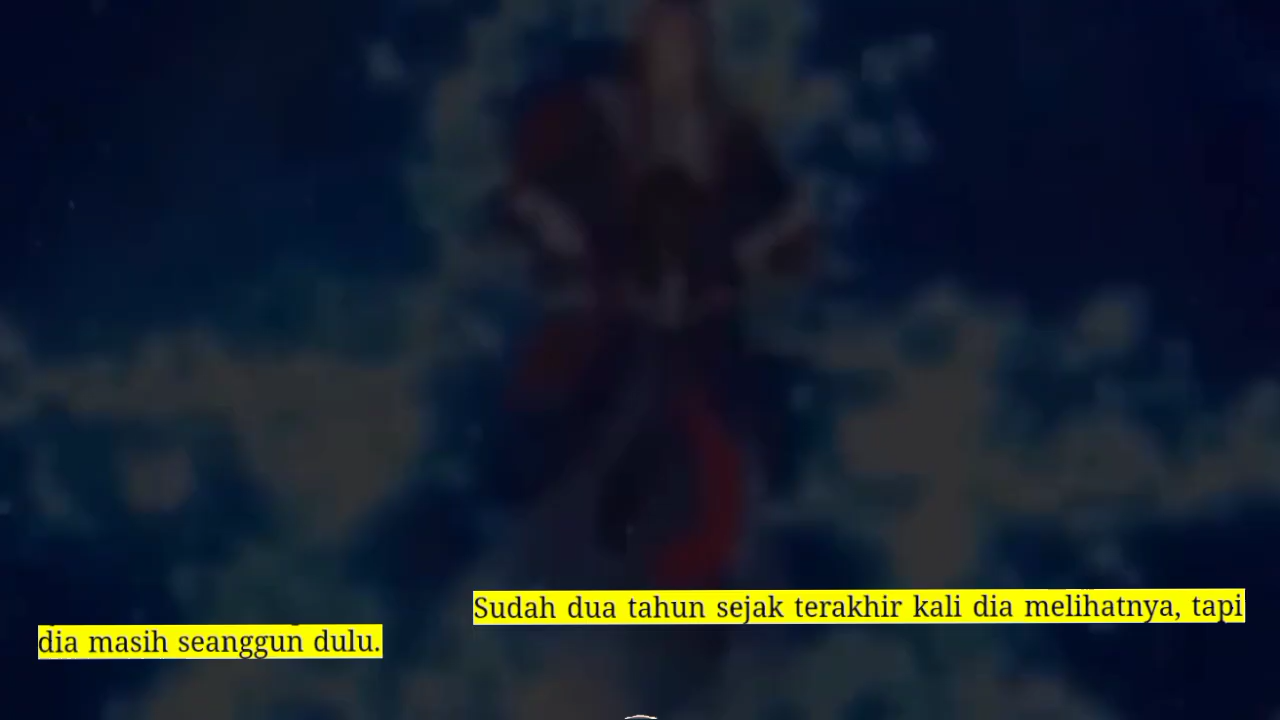 Sudah dua tahun sejak terakhir kali dia melihatnya, tapi
dia masih seanggun dulu.